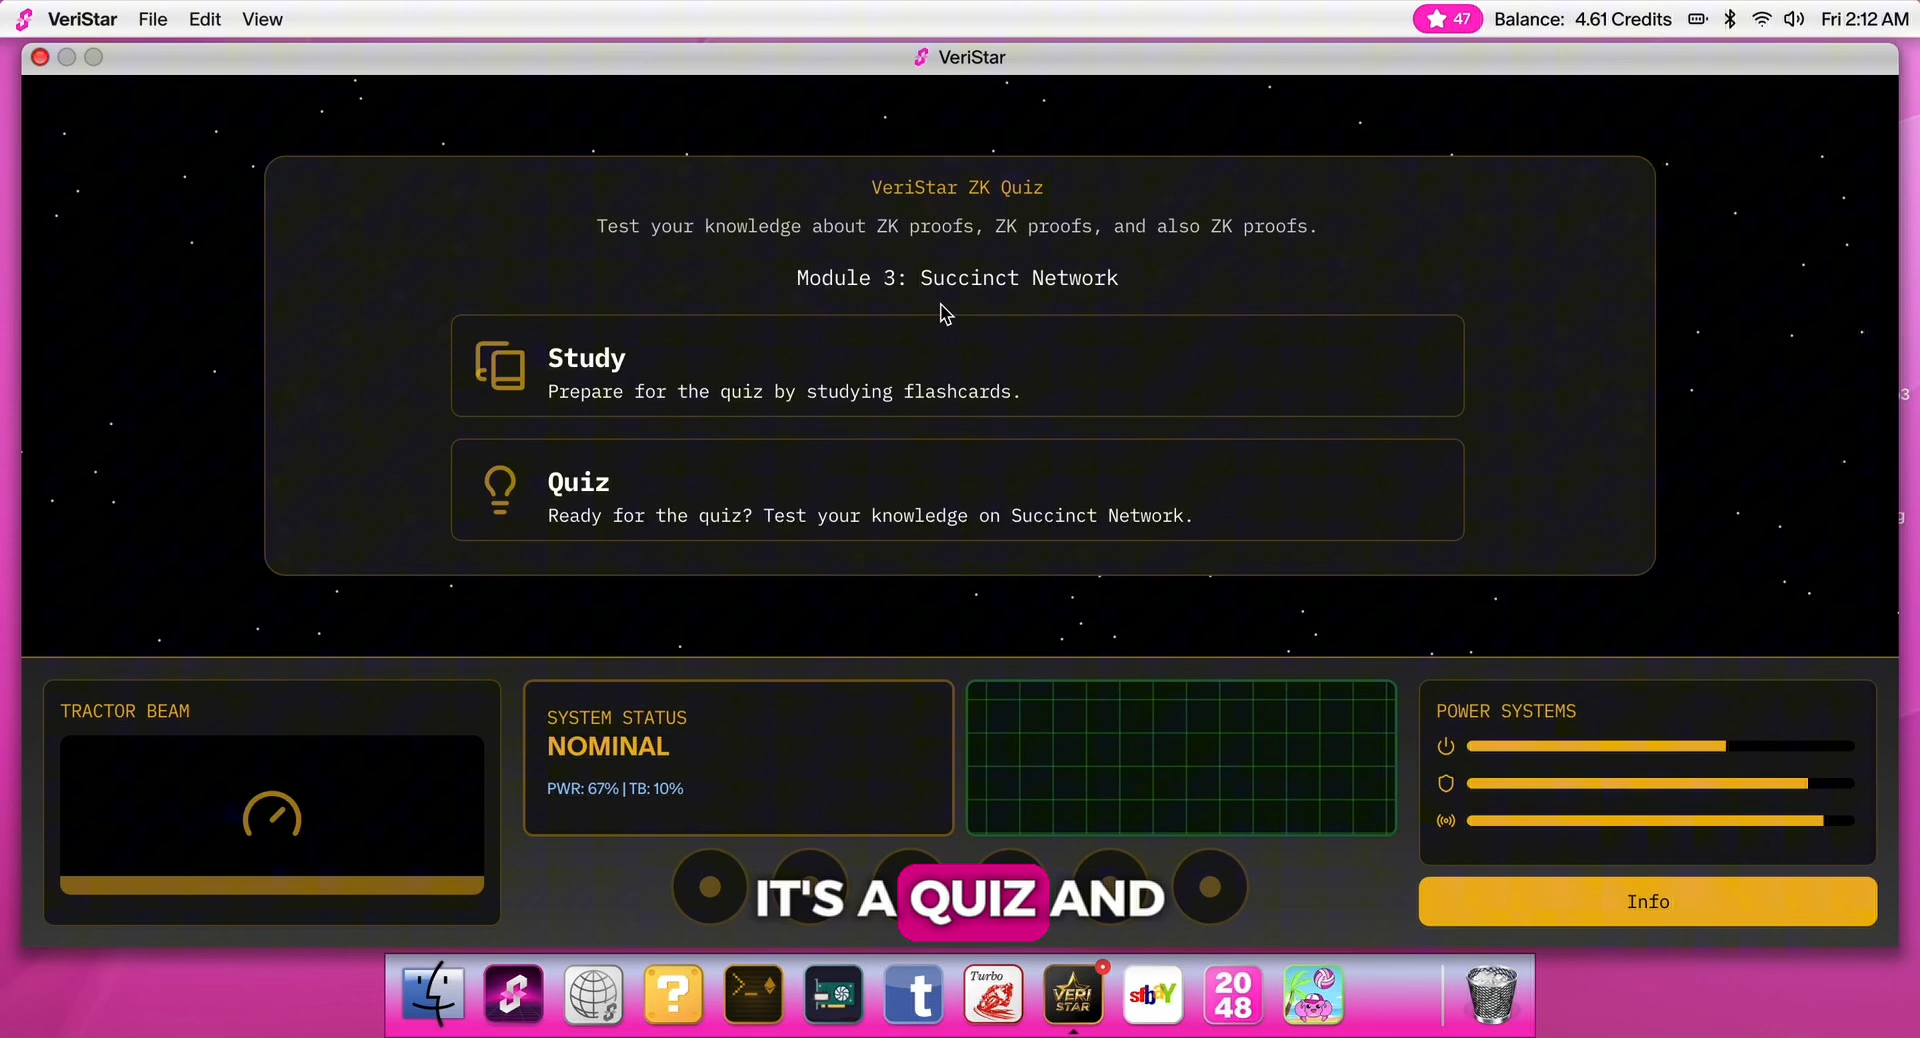 VeriStar File Edit View
47 Balance: 4.61 Credits Fri 2:12 AM
VeriStar
VeriStar ZK Quiz
Test your knowledge about ZK proofs, ZK proofs, and also ZK proofs.
Module 3: Succinct Network
Study
Prepare for the quiz by studying flashcards.
Quiz
Ready for the quiz? Test your knowledge on Succinct Network.
TRACTOR BEAM
SYSTEM STATUS
NOMINAL
PWR: 67% | TB: 10%
POWER SYSTEMS
Info
IT'S A QUIZ AND
?
>_
t
Turbo
VERI
STAR
sfbaY
20
48